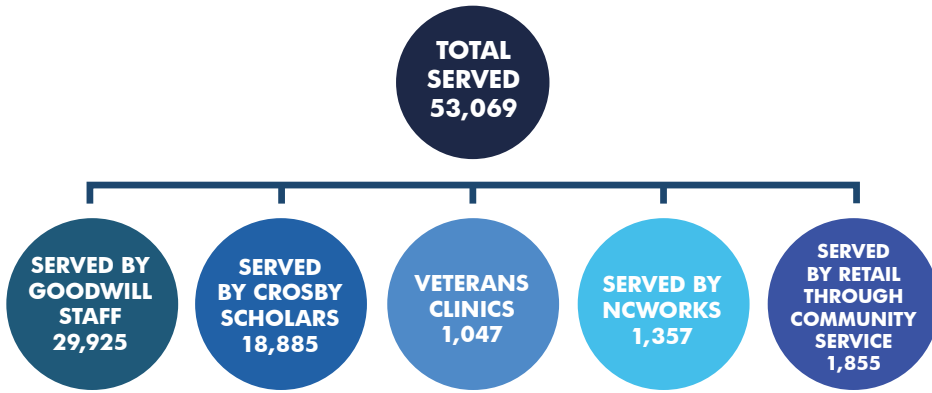 TOTAL
SERVED
53,069
SERVED BY
GOODWILL
STAFF
29,925
SERVED
BY CROSBY
SCHOLARS
18,885
VETERANS
CLINICS
1,047
SERVED BY
NCWORKS
1,357
SERVED
BY RETAIL
THROUGH
COMMUNITY
SERVICE
1,855